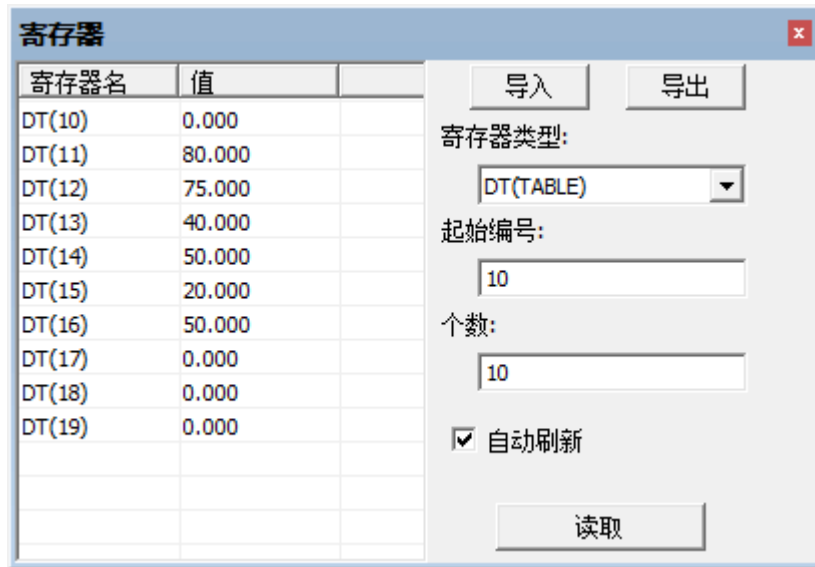 寄存器
寄存器名 值
DT(10) 0.000
DT(11) 80.000
DT(12) 75.000
DT(13) 40.000
DT(14) 50.000
DT(15) 20.000
DT(16) 50.000
DT(17) 0.000
DT(18) 0.000
DT(19) 0.000
导入 导出
寄存器类型:
DT(TABLE)
起始编号:
10
个数:
10
自动刷新
读取